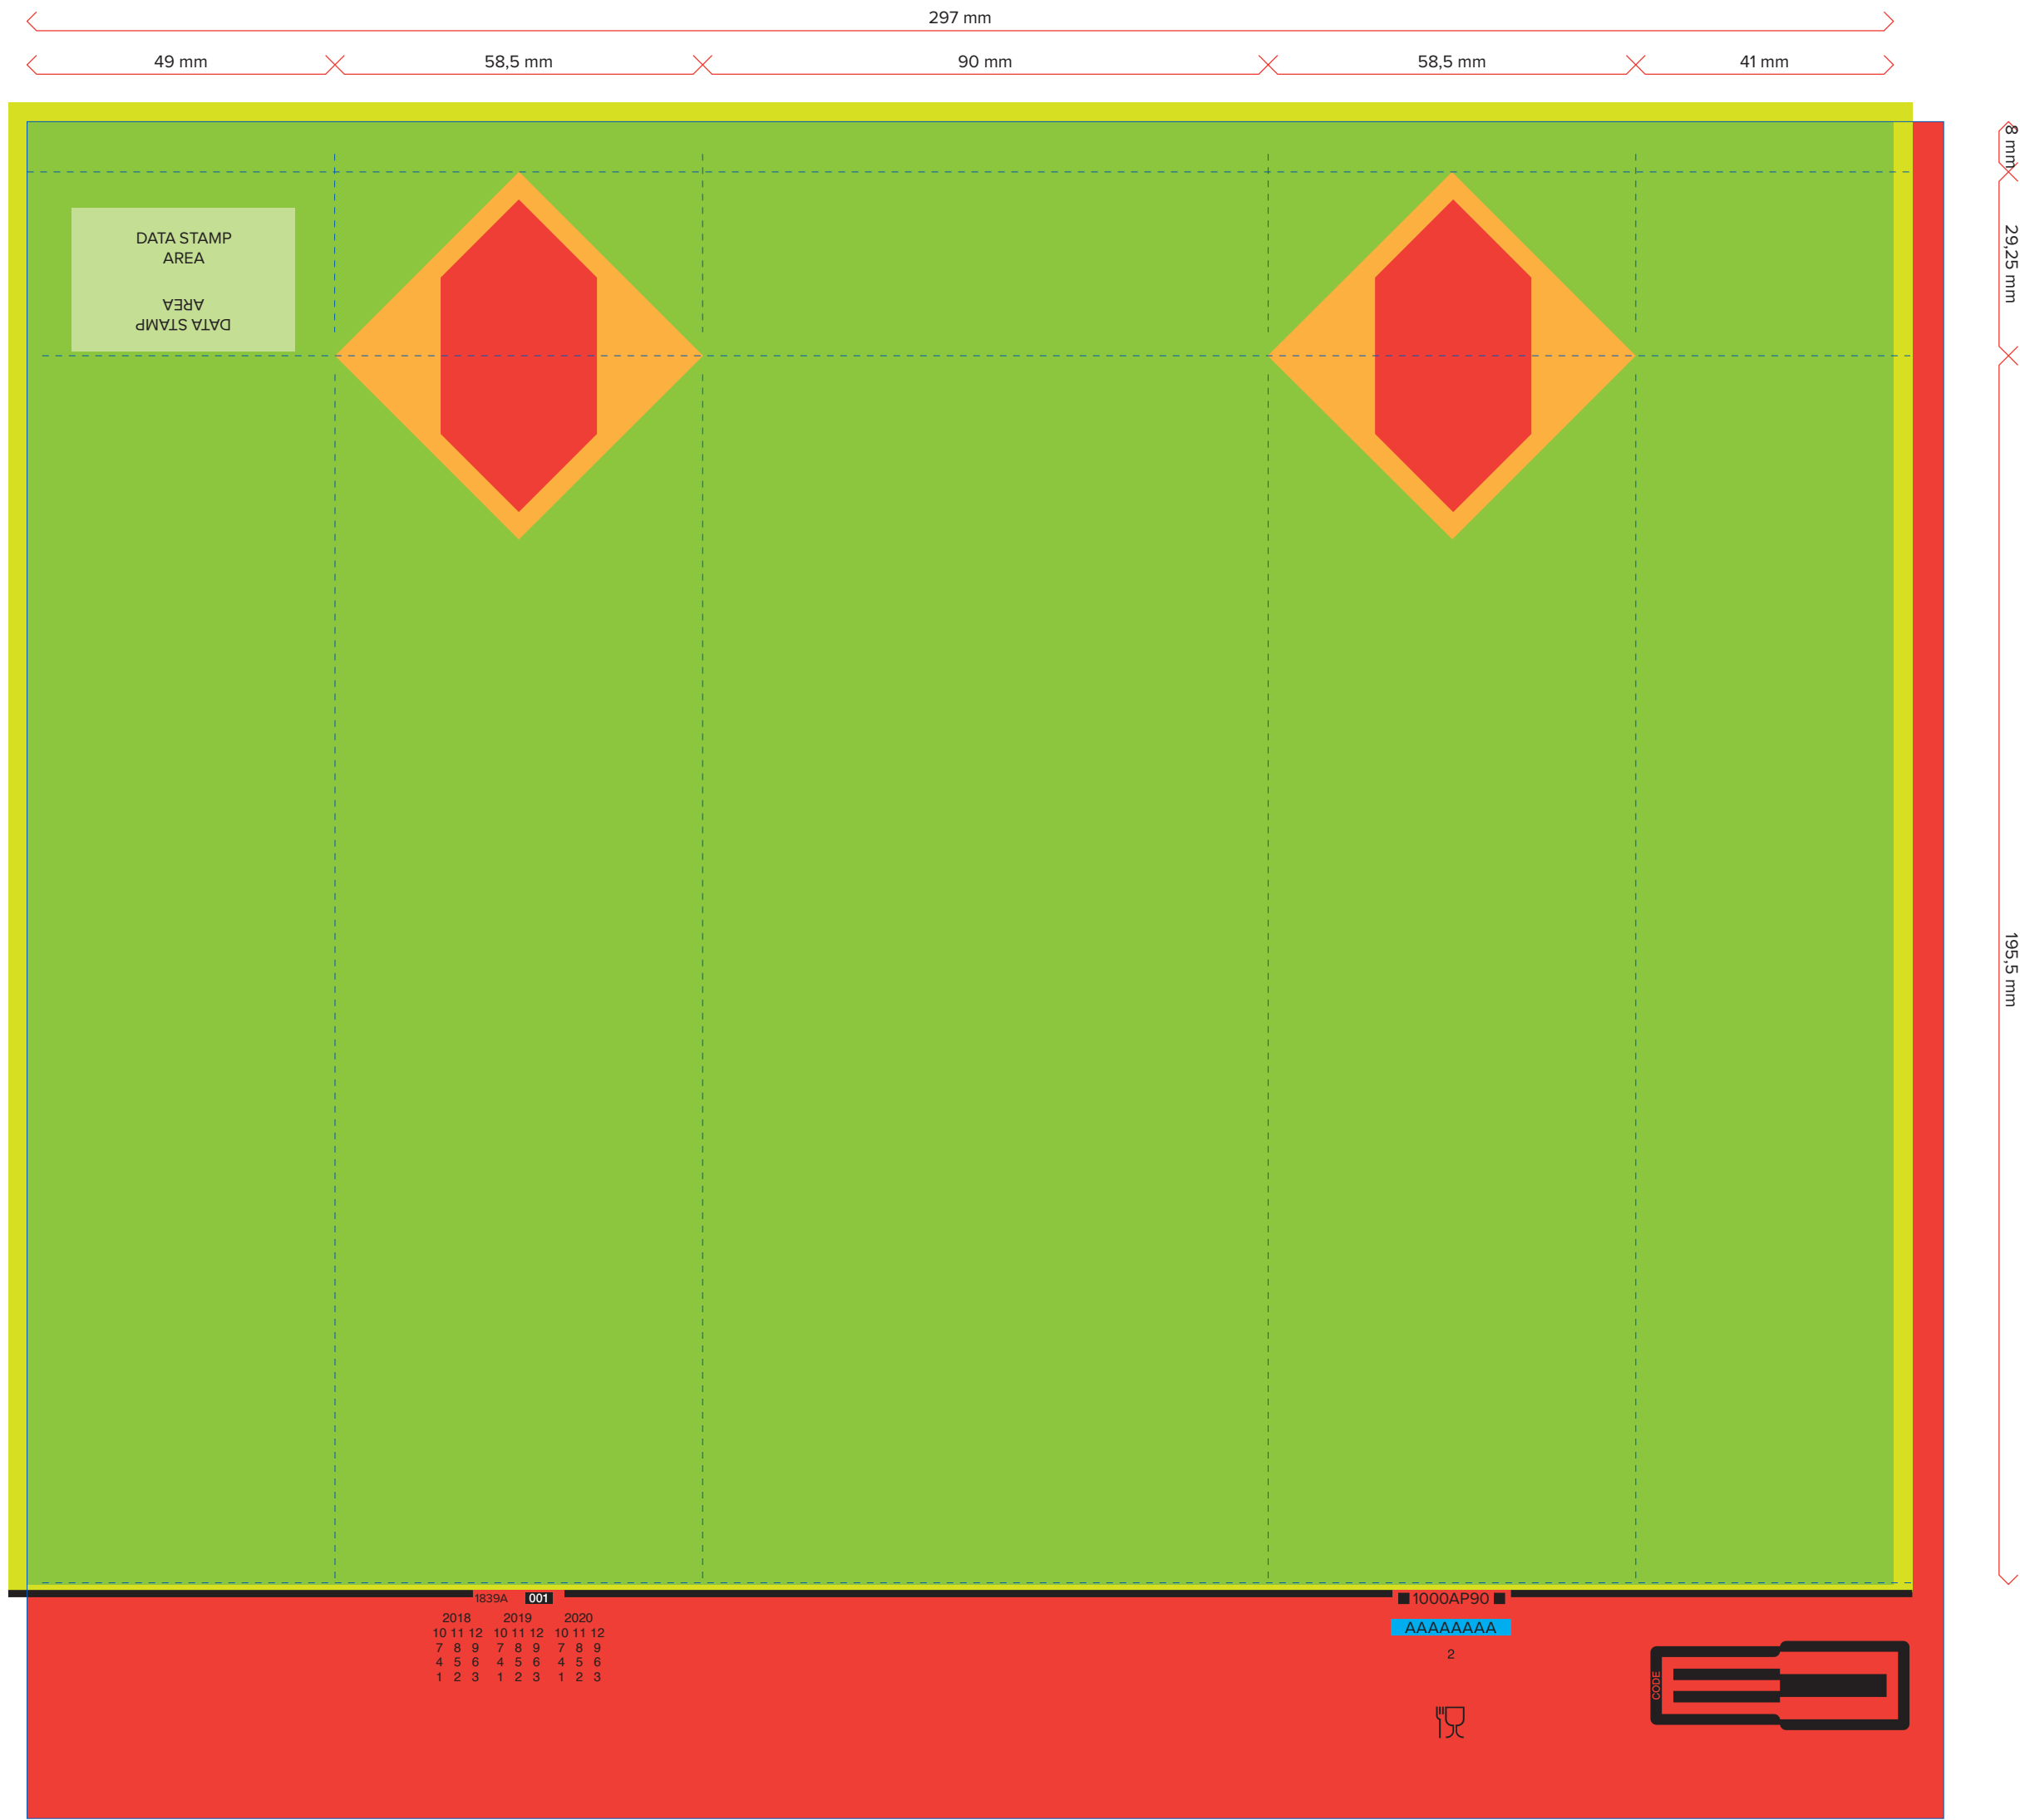 297 mm
49 mm 58,5 mm 90 mm 58,5 mm 41 mm
8 mm
29,25 mm
195,5 mm
DATA STAMP
AREA
DATA STAMP
AREA
1839A 001
2018 2019 2020
10 11 12 10 11 12 10 11 12
7 8 9 7 8 9 7 8 9
4 5 6 4 5 6 4 5 6
1 2 3 1 2 3 1 2 3
1000AP90
AAAAAAAA
2
CODE